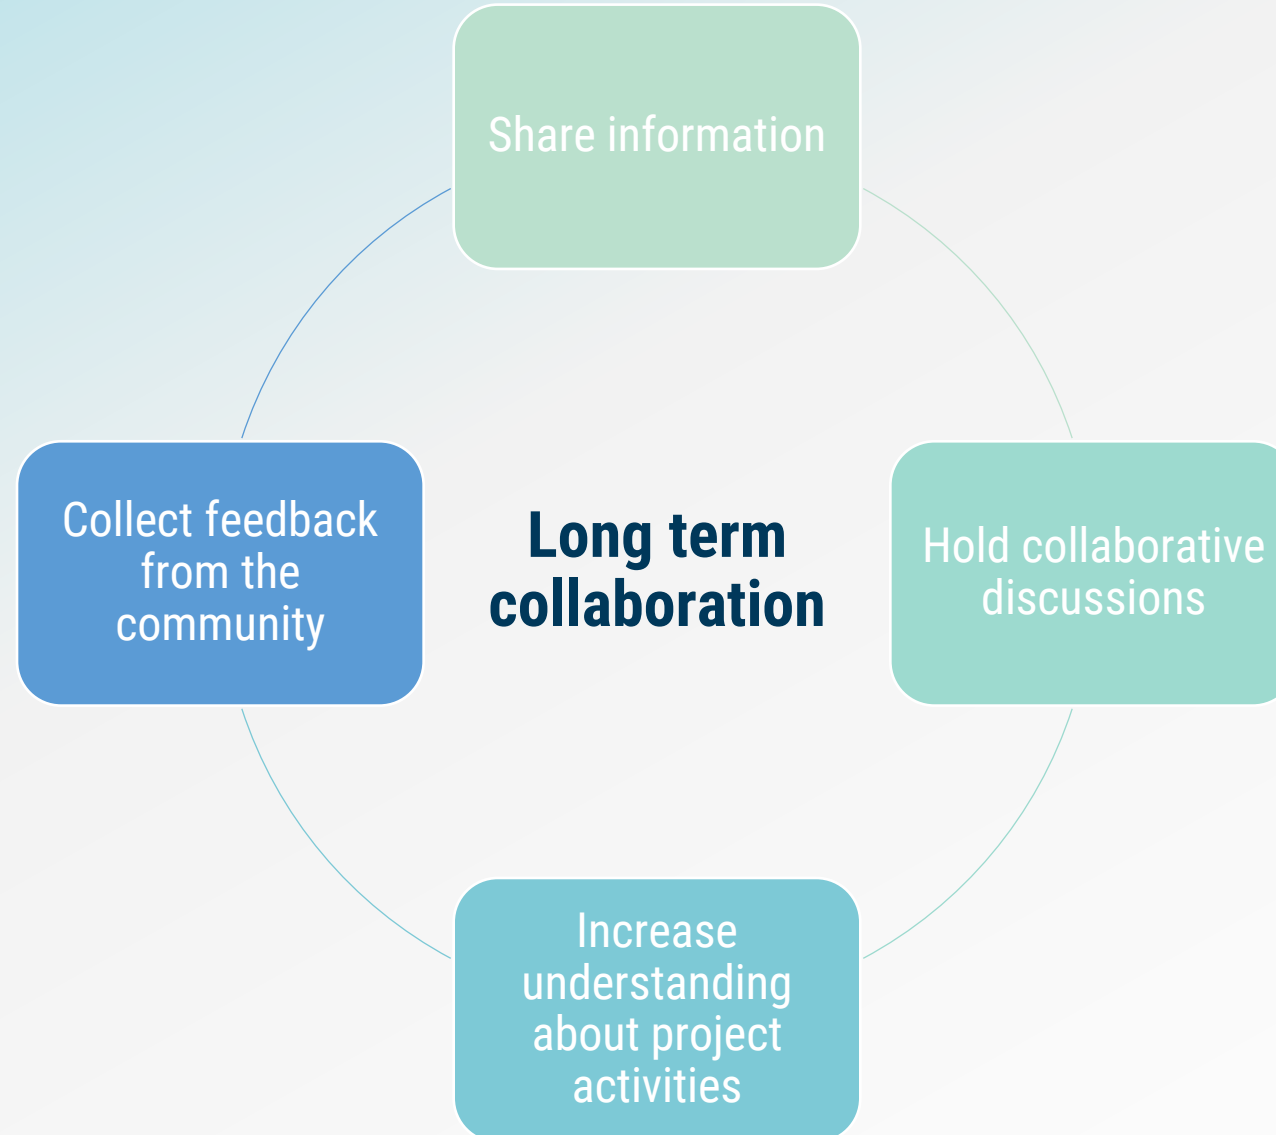 Share information
Collect feedback
from the
community
Long term
collaboration
Hold collaborative
discussions
Increase
understanding
about project
activities